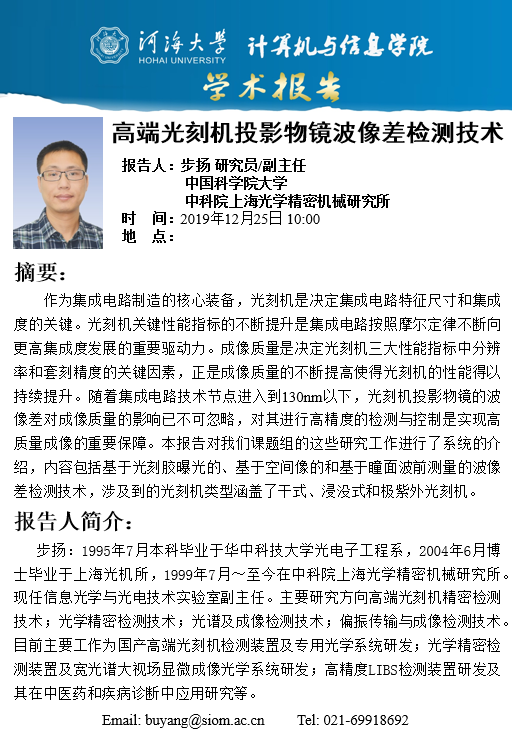 河海大学 计算机与信息学院
HOHAI UNIVERSITY
学术报告
高端光刻机投影物镜波像差检测技术
报告人：步扬 研究员/副主任
中国科学院大学
中科院上海光学精密机械研究所
时 间：2019年12月25日 10:00
地 点：
摘要：
作为集成电路制造的核心装备，光刻机是决定集成电路特征尺寸和集成
度的关键。光刻机关键性能指标的不断提升是集成电路按照摩尔定律不断向
更高集成度发展的重要驱动力。成像质量是决定光刻机三大性能指标中分辨
率和套刻精度的关键因素，正是成像质量的不断提高使得光刻机的性能得以
持续提升。随着集成电路技术节点进入到130nm以下，光刻机投影物镜的波
像差对成像质量的影响已不可忽略，对其进行高精度的检测与控制是实现高
质量成像的重要保障。本报告对我们课题组的这些研究工作进行了系统的介
绍，内容包括基于光刻胶曝光的、基于空间像的和基于瞳面波前测量的波像
差检测技术，涉及到的光刻机类型涵盖了干式、浸没式和极紫外光刻机。
报告人简介：
步扬：1995年7月本科毕业于华中科技大学光电子工程系，2004年6月博
士毕业于上海光机所，1999年7月～至今在中科院上海光学精密机械研究所。
现任信息光学与光电技术实验室副主任。主要研究方向高端光刻机精密检测
技术；光学精密检测技术；光谱及成像检测技术；偏振传输与成像检测技术。
目前主要工作为国产高端光刻机检测装置及专用光学系统研发；光学精密检
测装置及宽光谱大视场显微成像光学系统研发；高精度LIBS检测装置研发及
其在中医药和疾病诊断中应用研究等。
Email: buyang@siom.ac.cn Tel: 021-69918692